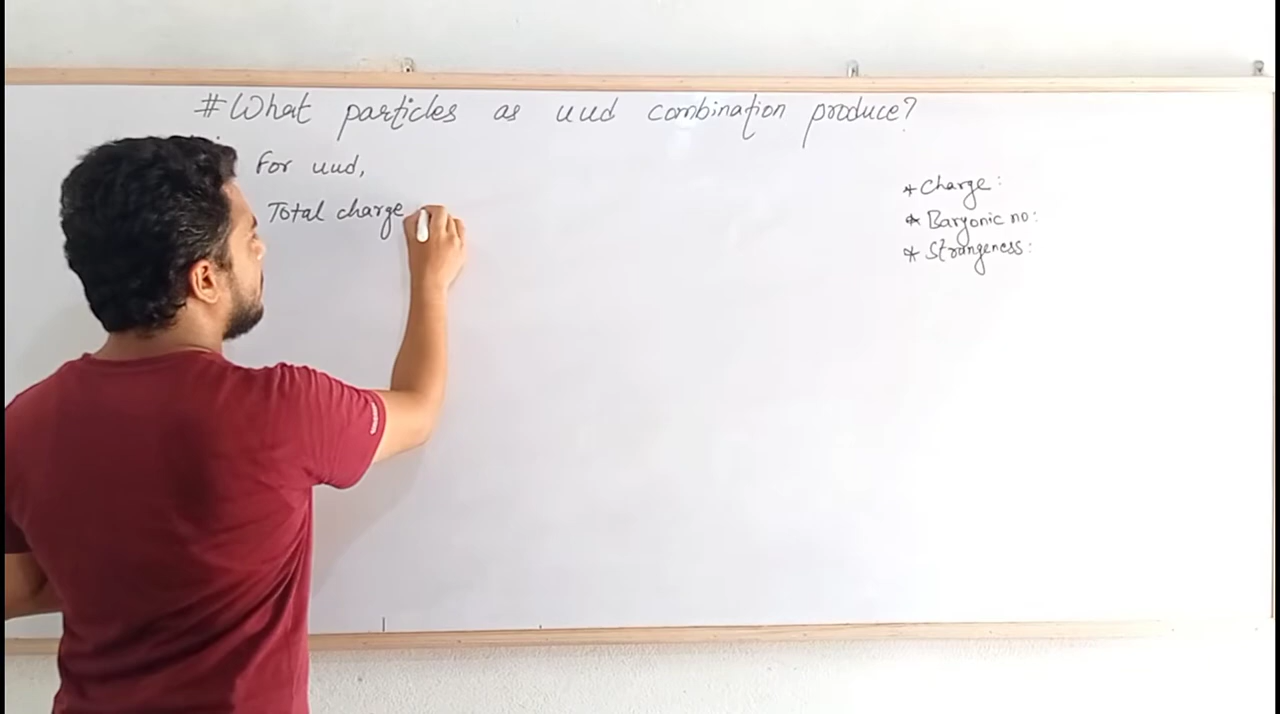 # What particles as uud combination produce?
For uud,
Total charge
* Charge:
* Baryonic no:
* Strangeness: